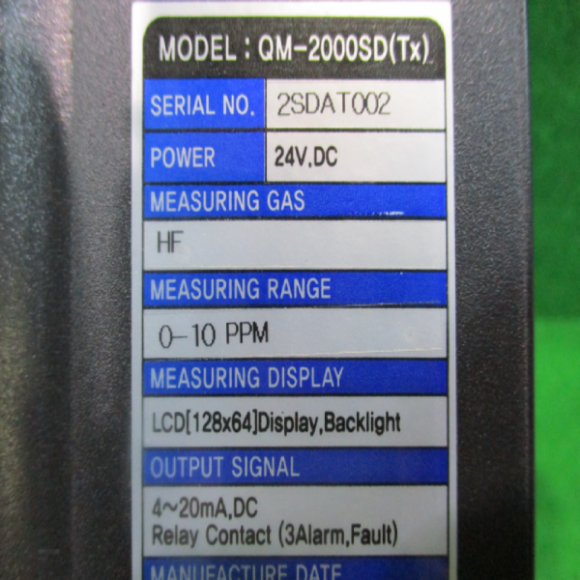 MODEL : QM-2000SD(Tx)
SERIAL NO. 2SDAT002
POWER 24V,DC
MEASURING GAS
HF
MEASURING RANGE
0-10 PPM
MEASURING DISPLAY
LCD[128x64]Display,Backlight
OUTPUT SIGNAL
4~20mA,DC
Relay Contact (3Alarm,Fault)
MANUFACTURE DATE